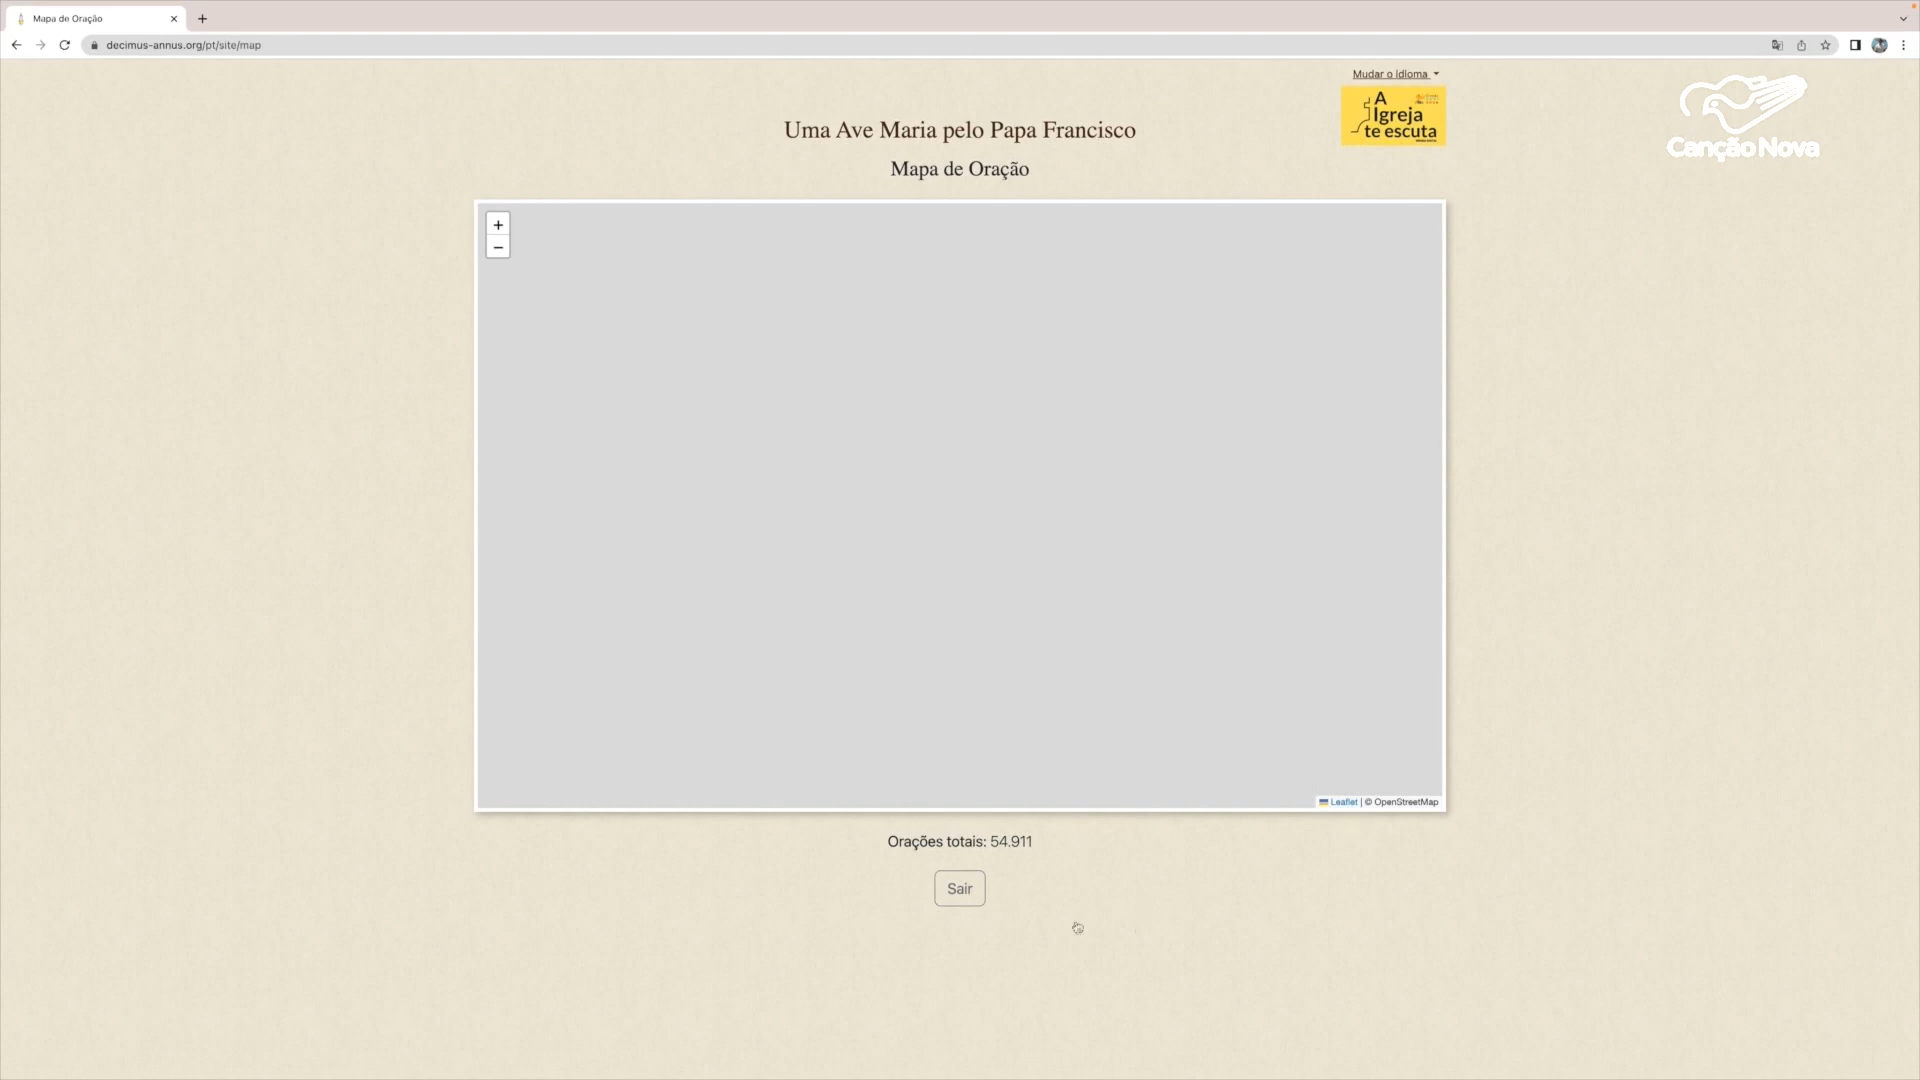 Mapa de Oração
decimus-annus.org/pt/site/map
Mudar o idioma
A
Igreja
te escuta
Canção Nova
Uma Ave Maria pelo Papa Francisco
Mapa de Oração
+
−
Leaflet | © OpenStreetMap
Orações totais: 54.911
Sair